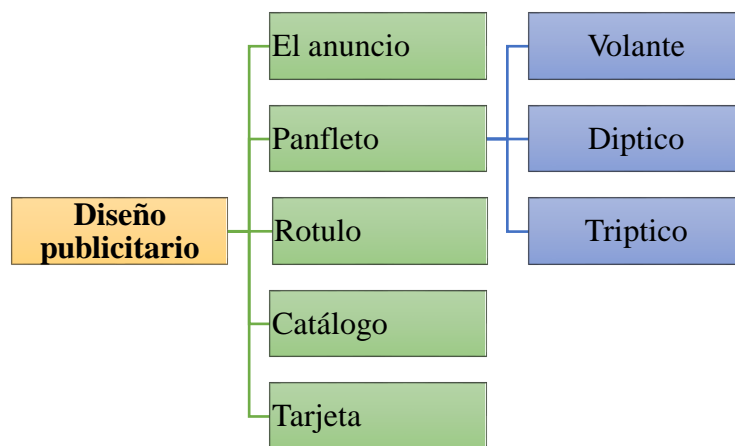 Diseño
publicitario
El anuncio
Panfleto
Rotulo
Catálogo
Tarjeta
Volante
Diptico
Triptico